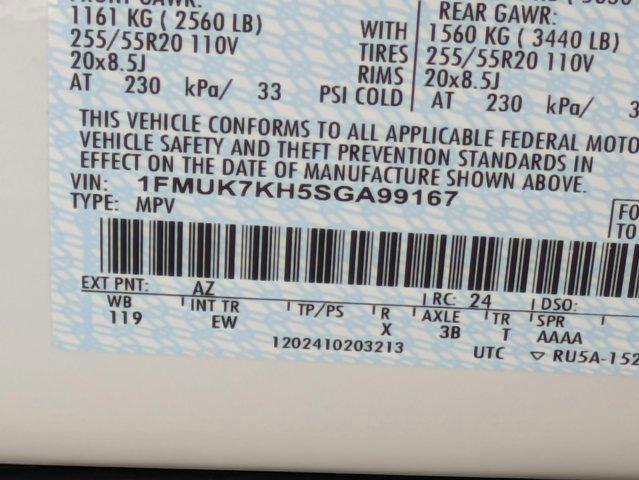 REAR GAWR:
1161 KG ( 2560 LB) WITH 1560 KG ( 3440 LB)
255/55R20 110V TIRES 255/55R20 110V
20x8.5J RIMS 20x8.5J
AT 230 kPa/ 33 PSI COLD AT 230 kPa/
THIS VEHICLE CONFORMS TO ALL APPLICABLE FEDERAL MOTO
VEHICLE SAFETY AND THEFT PREVENTION STANDARDS IN
EFFECT ON THE DATE OF MANUFACTURE SHOWN ABOVE.
VIN: 1FMUK7KH5SGA99167
TYPE: MPV FO
TO
EXT PNT: AZ RC: 24 DSO:
WB INT TR TP/PS R AXLE TR SPR
119 EW X 3B T AAAA
1202410203213 UTC ▽ RU5A-152